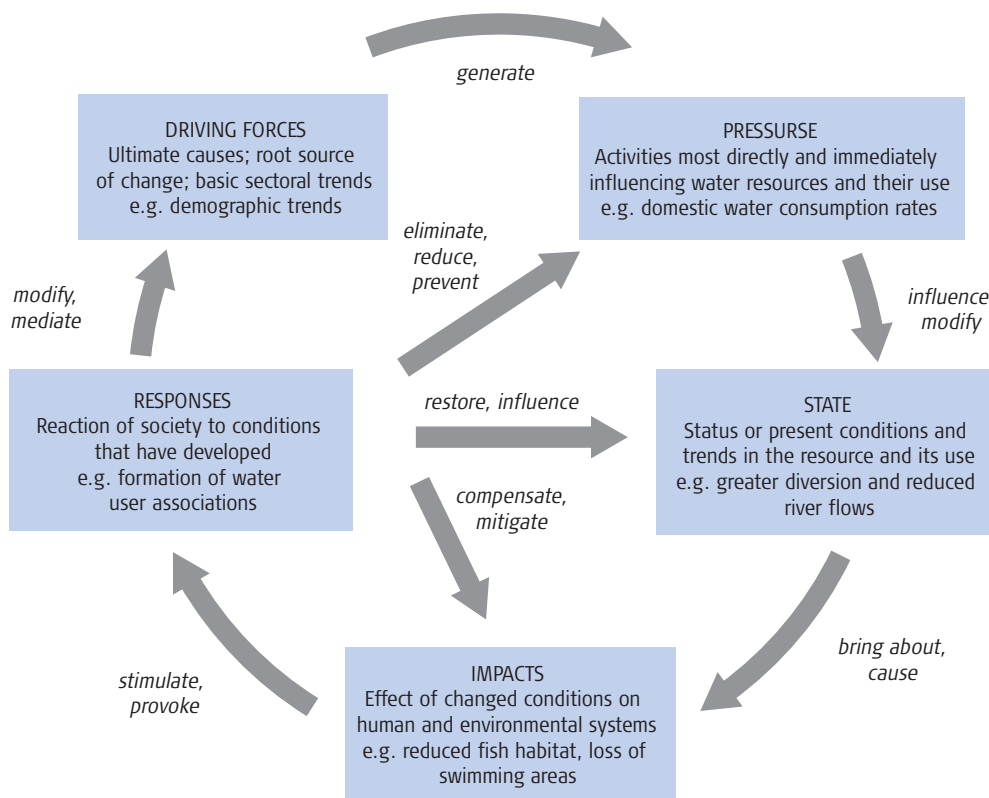 generate
DRIVING FORCES
Ultimate causes; root source
of change; basic sectoral trends
e.g. demographic trends
PRESSURSE
Activities most directly and immediately
influencing water resources and their use
e.g. domestic water consumption rates
eliminate,
reduce,
prevent
modify,
mediate
influence
modify
RESPONSES
Reaction of society to conditions
that have developed
e.g. formation of water
user associations
restore, influence
STATE
Status or present conditions and
trends in the resource and its use
e.g. greater diversion and reduced
river flows
compensate,
mitigate
bring about,
cause
stimulate,
provoke
IMPACTS
Effect of changed conditions on
human and environmental systems
e.g. reduced fish habitat, loss of
swimming areas